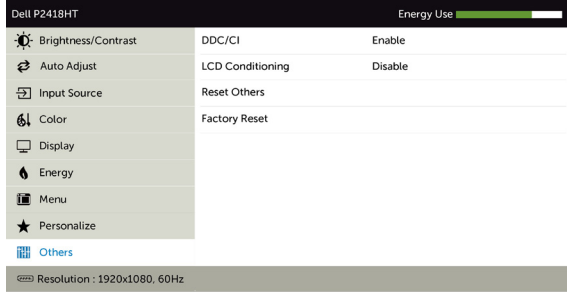 Dell P2418HT Energy Use
Brightness/Contrast DDC/CI Enable
Auto Adjust LCD Conditioning Disable
Input Source Reset Others
Color Factory Reset
Display
Energy
Menu
Personalize
Others
Resolution : 1920x1080, 60Hz